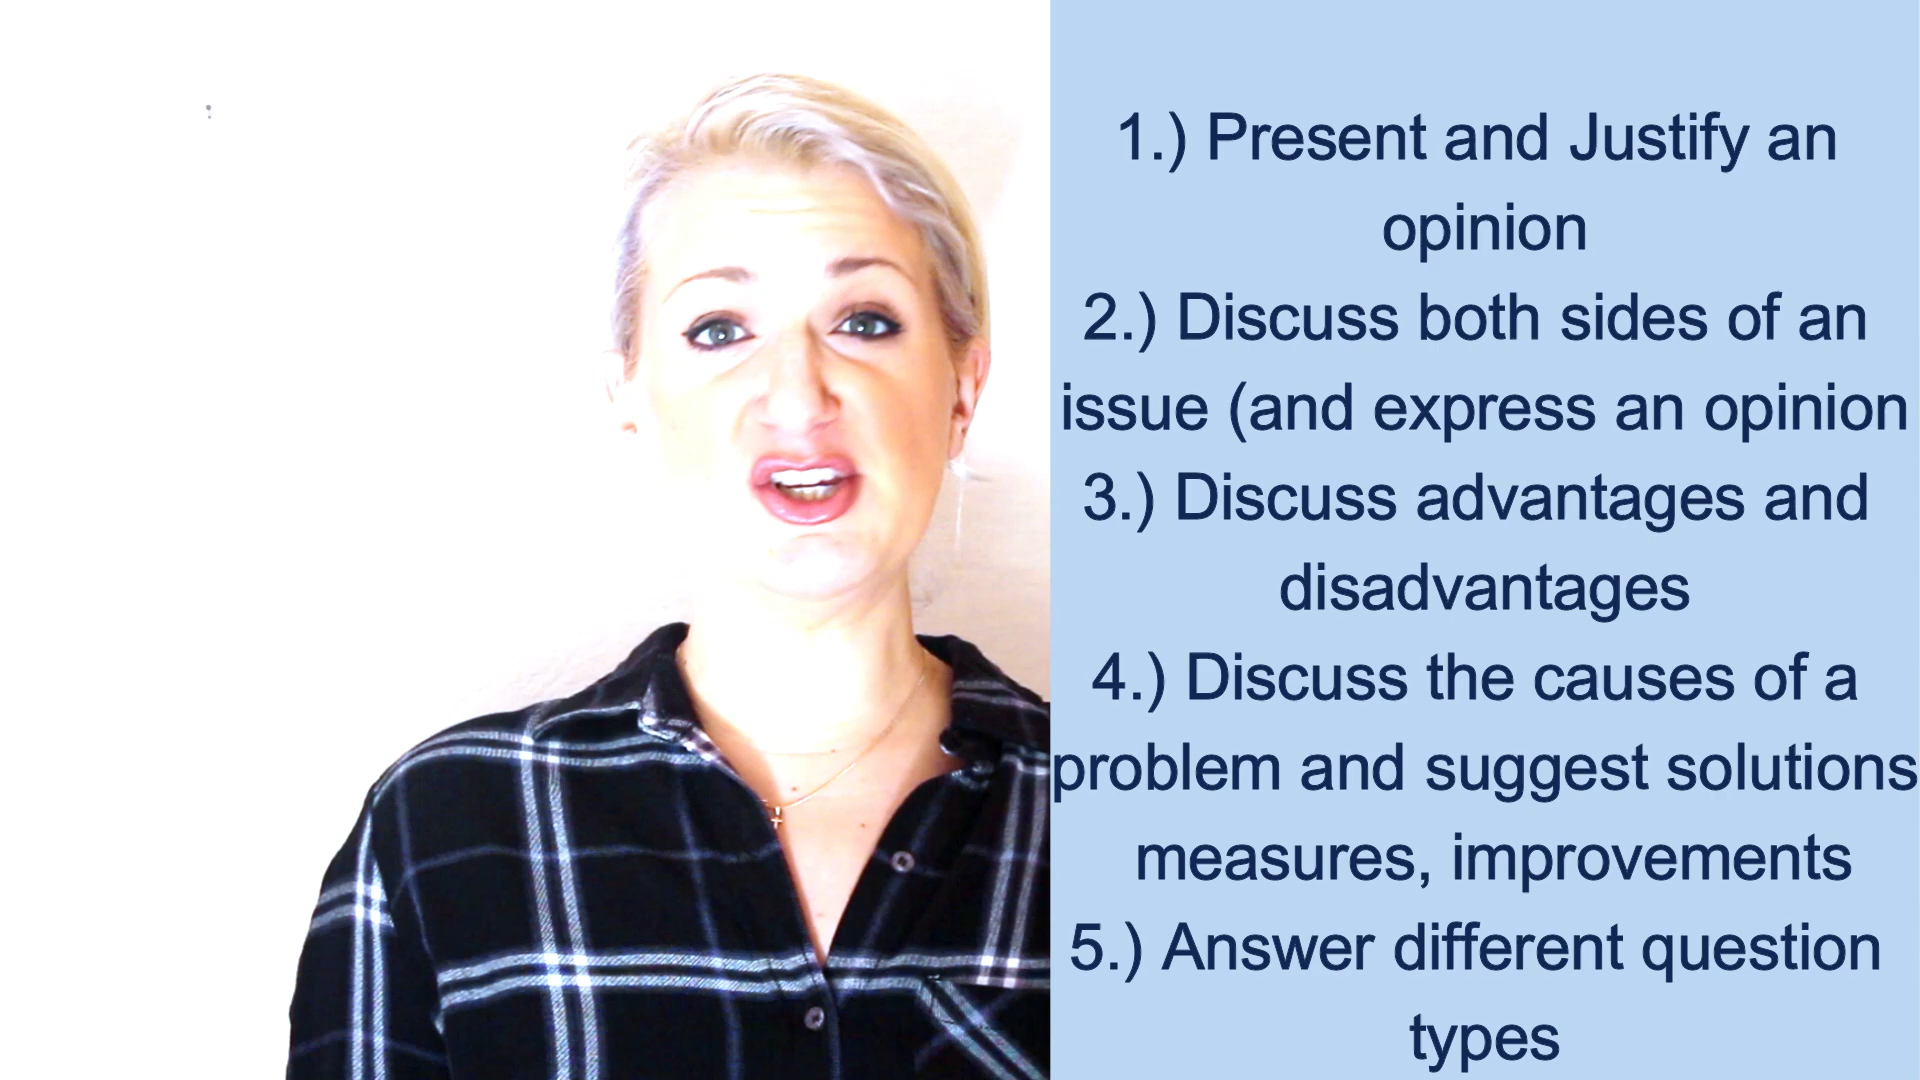 1.) Present and Justify an
opinion
2.) Discuss both sides of an
issue (and express an opinion
3.) Discuss advantages and
disadvantages
4.) Discuss the causes of a
problem and suggest solutions
measures, improvements
5.) Answer different question
types